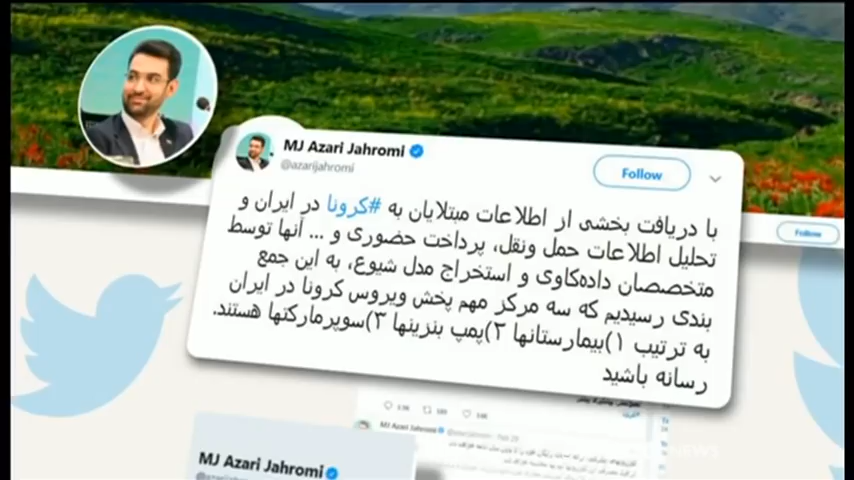 MJ Azari Jahromi
@azarijahromi
Follow
با دریافت بخشی از اطلاعات مبتلایان به #کرونا در ایران و
تحلیل اطلاعات حمل ونقل، پرداخت حضوری و ... آنها توسط
متخصصان داده‌کاوی و استخراج مدل شیوع، به این جمع
بندی رسیدیم که سه مرکز مهم پخش ویروس کرونا در ایران
به ترتیب ۱)بیمارستانها ۲)پمپ بنزینها ۳)سوپرمارکتها هستند.
رسانه باشید
Follow
MJ Azari Jahromi
MJ Azari Jahromi